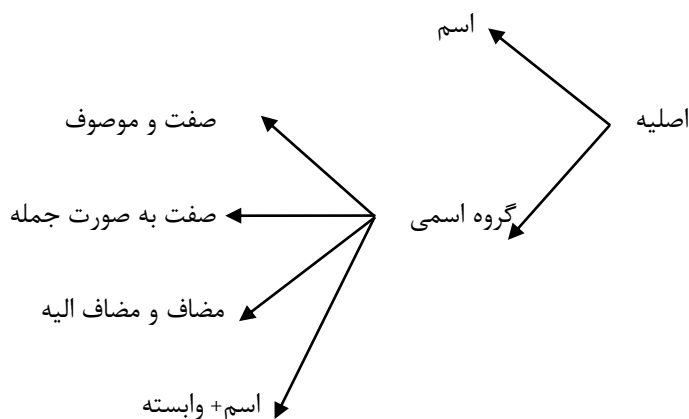 اسم
اصلیه
صفت و موصوف
گروه اسمی
صفت به صورت جمله
مضاف و مضاف الیه
اسم+ وابسته